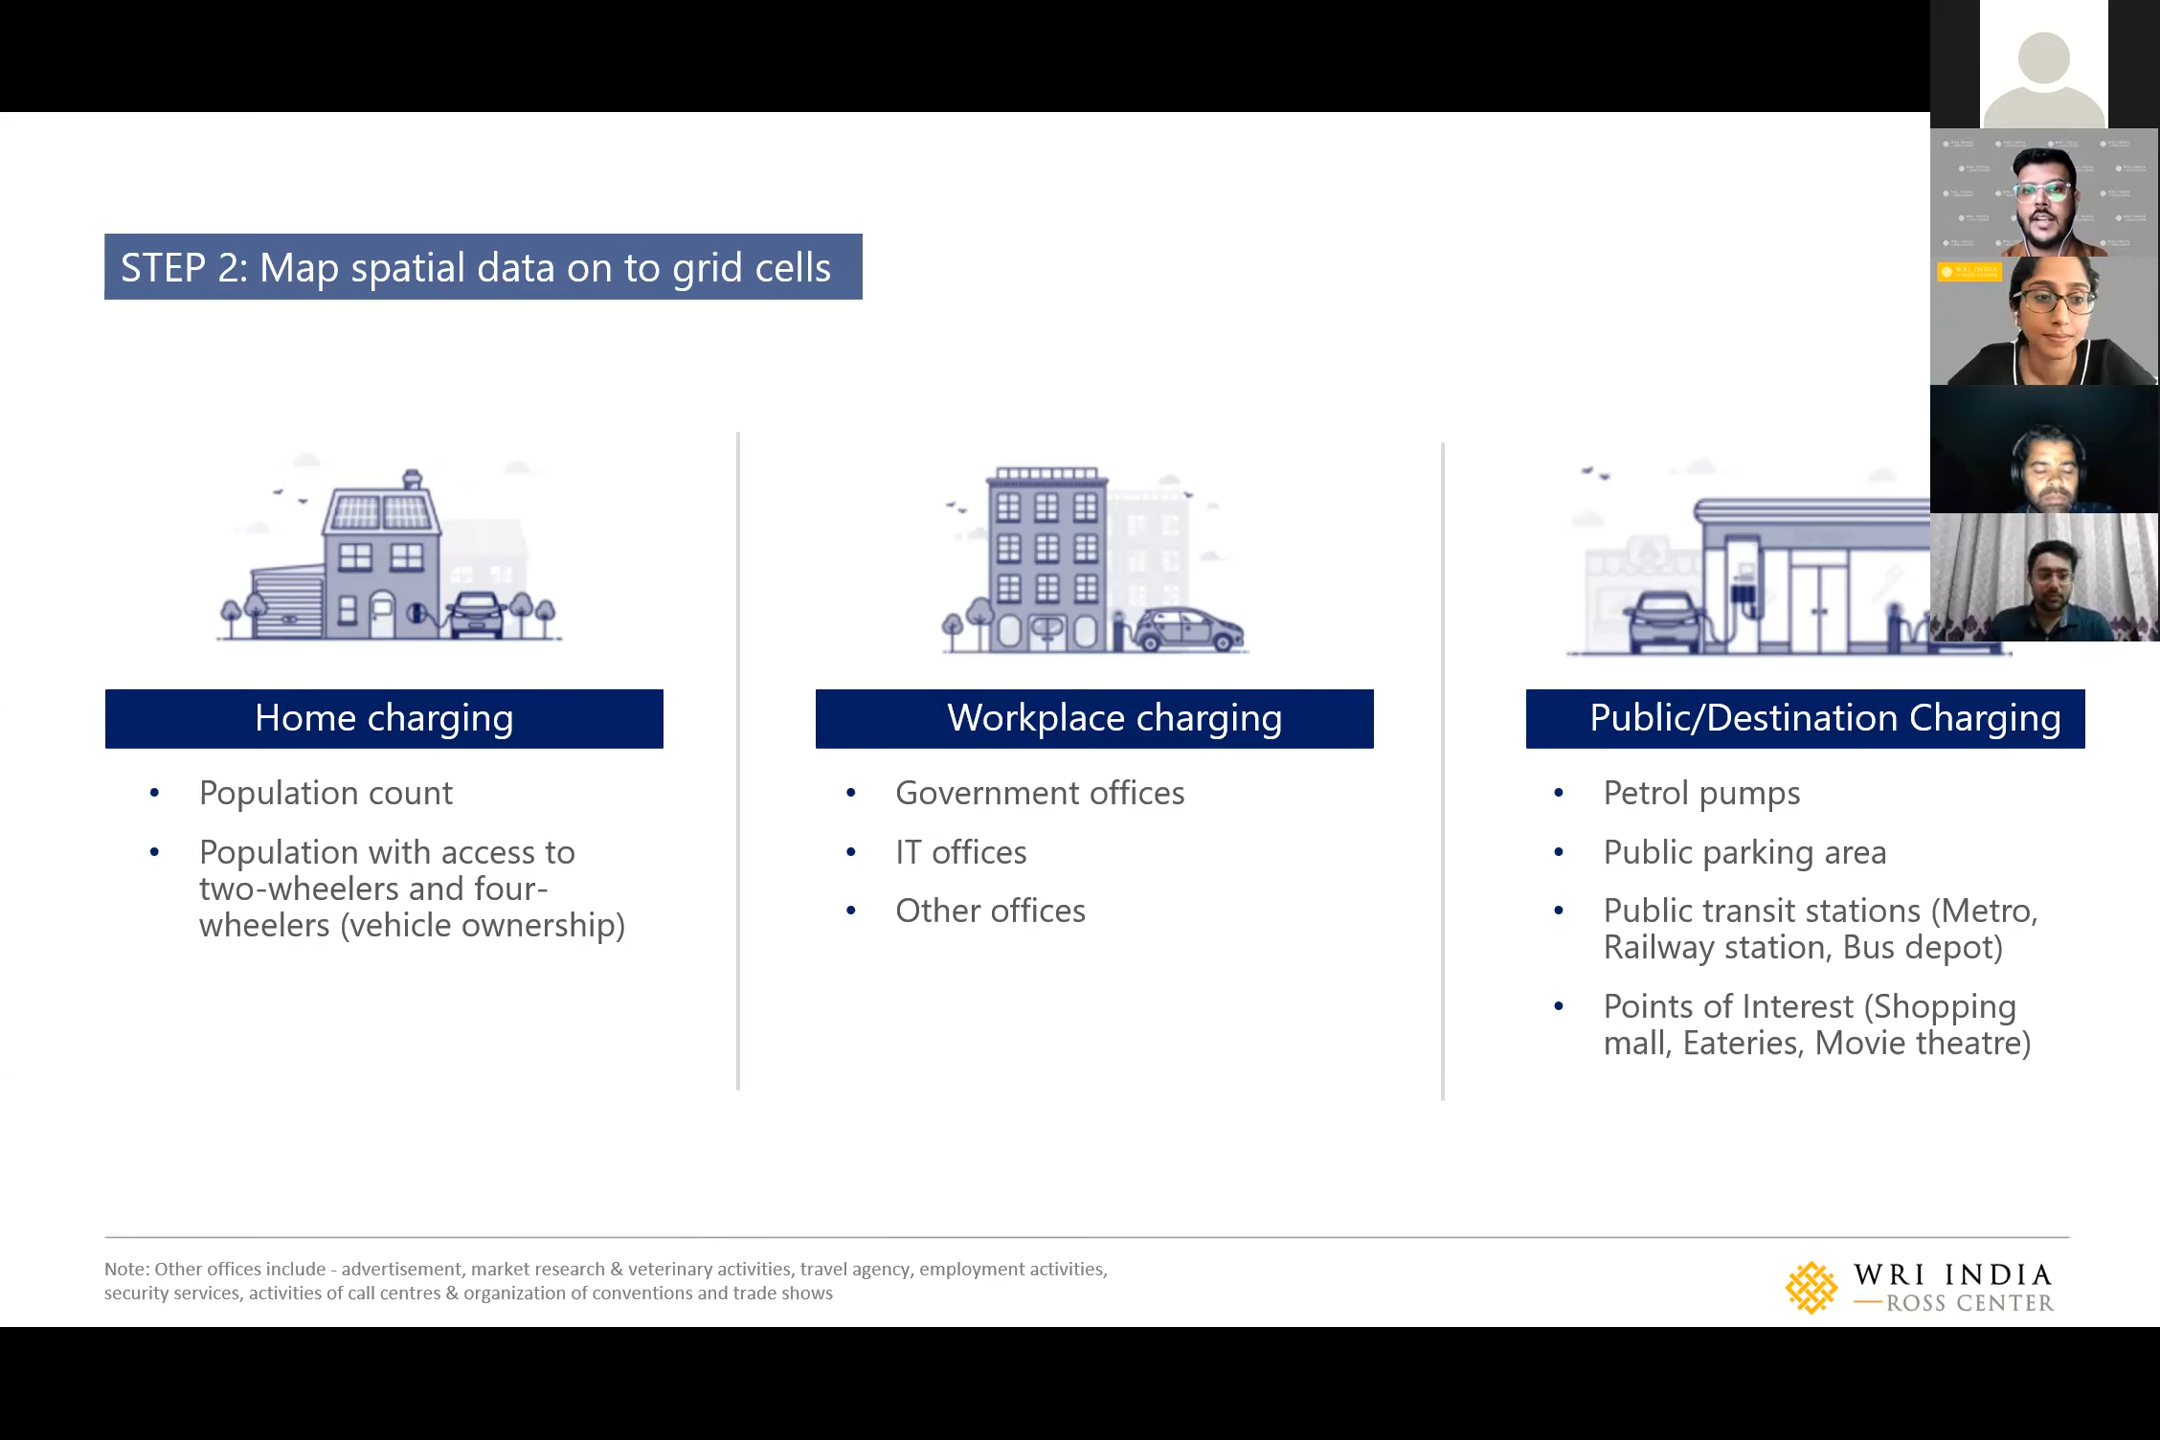 STEP 2: Map spatial data on to grid cells
Home charging
• Population count
• Population with access to
two-wheelers and four-
wheelers (vehicle ownership)
Workplace charging
• Government offices
• IT offices
• Other offices
Public/Destination Charging
• Petrol pumps
• Public parking area
• Public transit stations (Metro,
Railway station, Bus depot)
• Points of Interest (Shopping
mall, Eateries, Movie theatre)
Note: Other offices include - advertisement, market research & veterinary activities, travel agency, employment activities,
security services, activities of call centres & organization of conventions and trade shows
WRI INDIA
ROSS CENTER
WRI INDIA